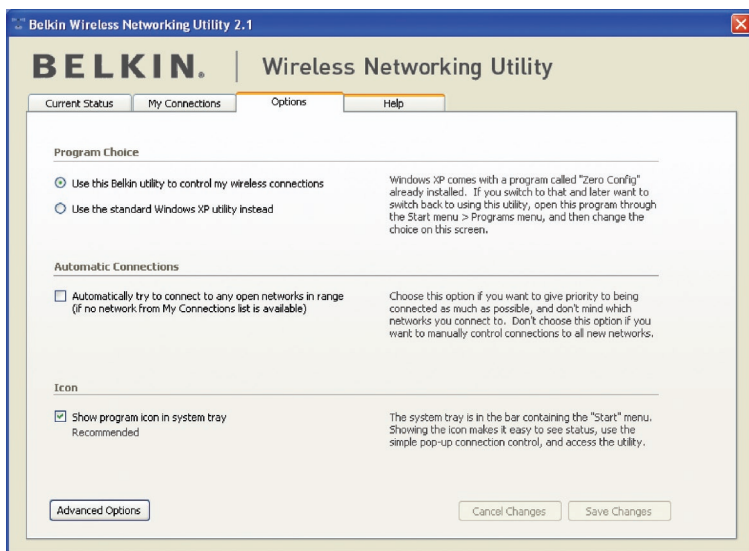 Belkin Wireless Networking Utility 2.1
BELKIN. | Wireless Networking Utility
Current Status
My Connections
Options
Help
Program Choice
Use this Belkin utility to control my wireless connections
Use the standard Windows XP utility instead
Windows XP comes with a program called "Zero Config"
already installed. If you switch to that and later want to
switch back to using this utility, open this program through
the Start menu > Programs menu, and then change the
choice on this screen.
Automatic Connections
Automatically try to connect to any open networks in range
(if no network from My Connections list is available)
Choose this option if you want to give priority to being
connected as much as possible, and don't mind which
networks you connect to. Don't choose this option if you
want to manually control connections to all new networks.
Icon
Show program icon in system tray
Recommended
The system tray is in the bar containing the "Start" menu.
Showing the icon makes it easy to see status, use the
simple pop-up connection control, and access the utility.
Advanced Options
Cancel Changes
Save Changes